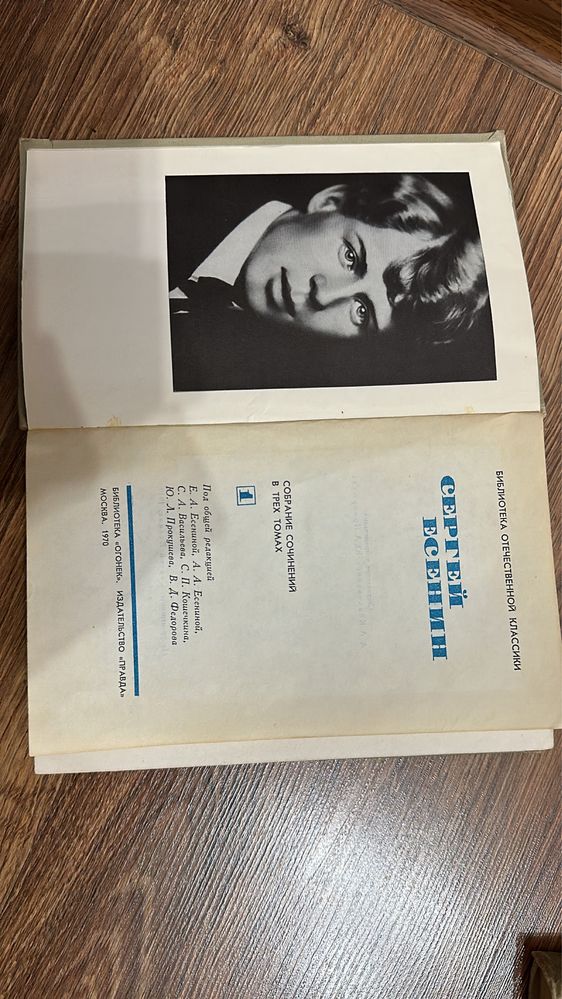 БИБЛИОТЕКА ОТЕЧЕСТВЕННОЙ КЛАССИКИ
СЕРГЕЙ
ЕСЕНИН
СОБРАНИЕ СОЧИНЕНИЙ
В ТРЕХ ТОМАХ
1
Под общей редакцией
Е. А. Есениной, А. А. Есениной,
С. А. Васильева, С. П. Кошечкина,
Ю. Л. Прокушева, В. Д. Федорова
БИБЛИОТЕКА «ОГОНЕК». ИЗДАТЕЛЬСТВО «ПРАВДА»
МОСКВА. 1970